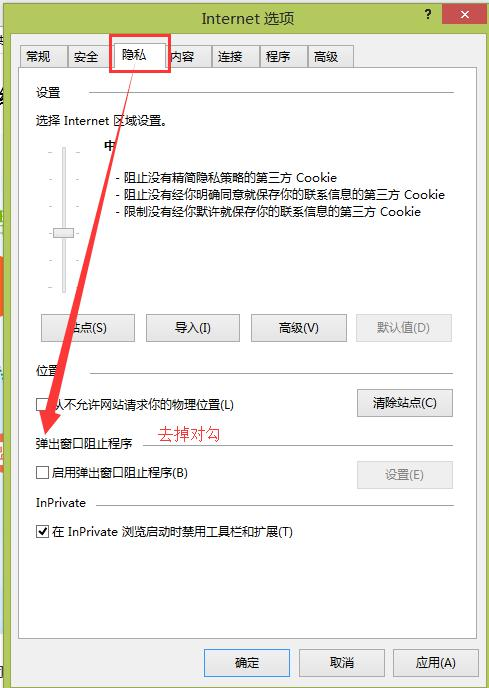 Internet 选项
?
常规 安全 隐私 内容 连接 程序 高级
设置
选择 Internet 区域设置。
中
- 阻止没有精简隐私策略的第三方 Cookie
- 阻止没有经你明确同意就保存你的联系信息的第三方 Cookie
- 限制没有经你默许就保存你的联系信息的第三方 Cookie
站点(S) 导入(I) 高级(V) 默认值(D)
位置
从不允许网站请求你的物理位置(L) 清除站点(C)
弹出窗口阻止程序 去掉对勾
启用弹出窗口阻止程序(B) 设置(E)
InPrivate
在 InPrivate 浏览启动时禁用工具栏和扩展(T)
确定 取消 应用(A)